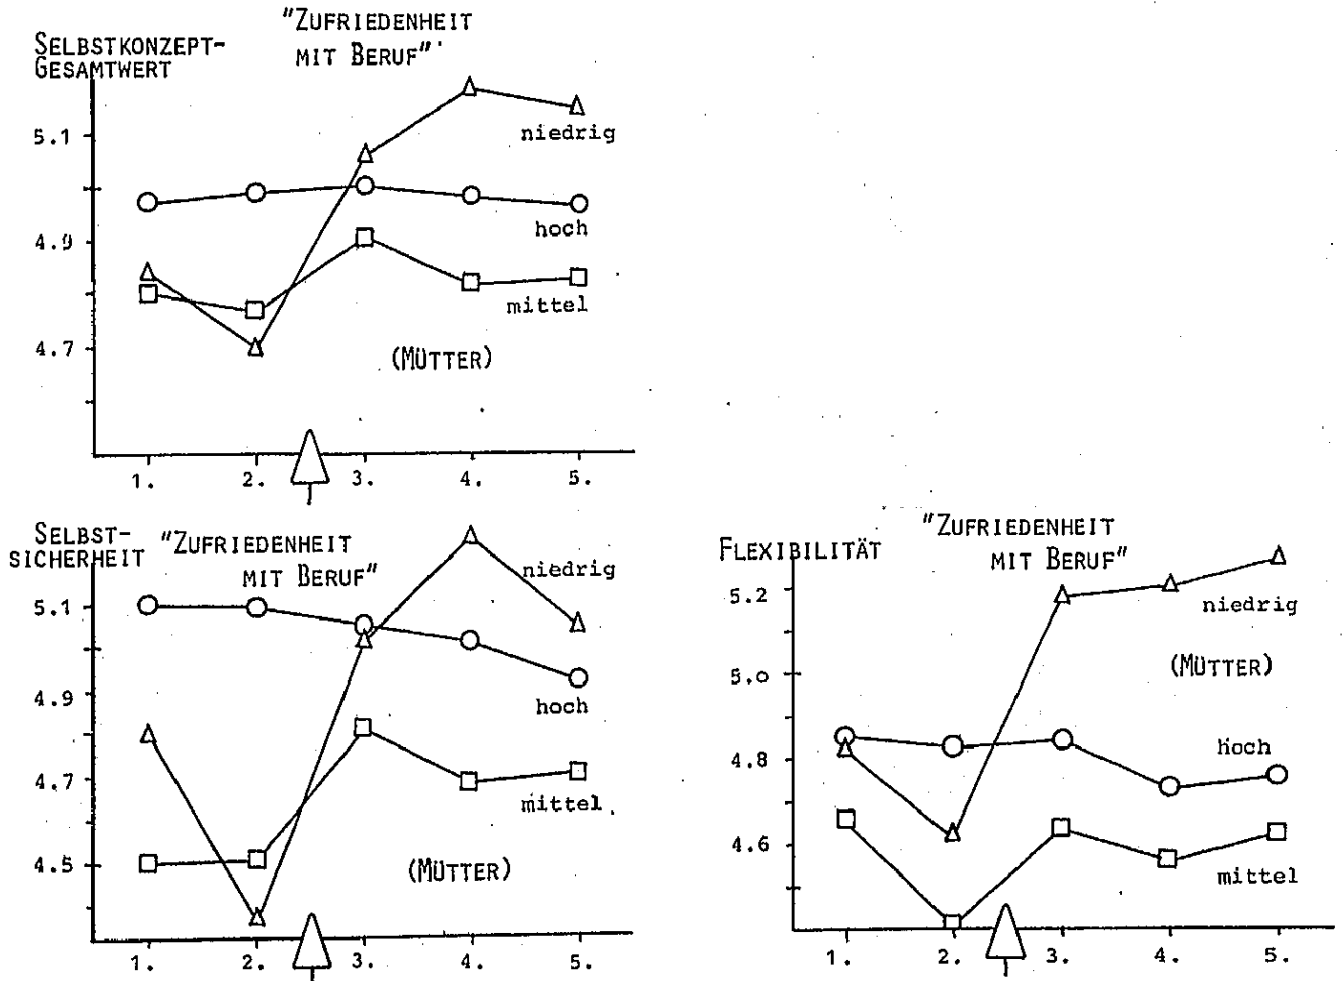 "ZUFRIEDENHEIT
MIT BERUF"
SELBSTKONZEPT-
GESAMTWERT
5.1
4.9
4.7
niedrig
hoch
mittel
(MÜTTER)
1. 2. 3. 4. 5.
SELBST-
SICHERHEIT
"ZUFRIEDENHEIT
MIT BERUF"
5.1
4.9
4.7
4.5
niedrig
hoch
mittel
(MÜTTER)
1. 2. 3. 4. 5.
FLEXIBILITÄT
"ZUFRIEDENHEIT
MIT BERUF"
5.2
5.0
4.8
4.6
niedrig
(MÜTTER)
Hoch
mittel
1. 2. 3. 4. 5.